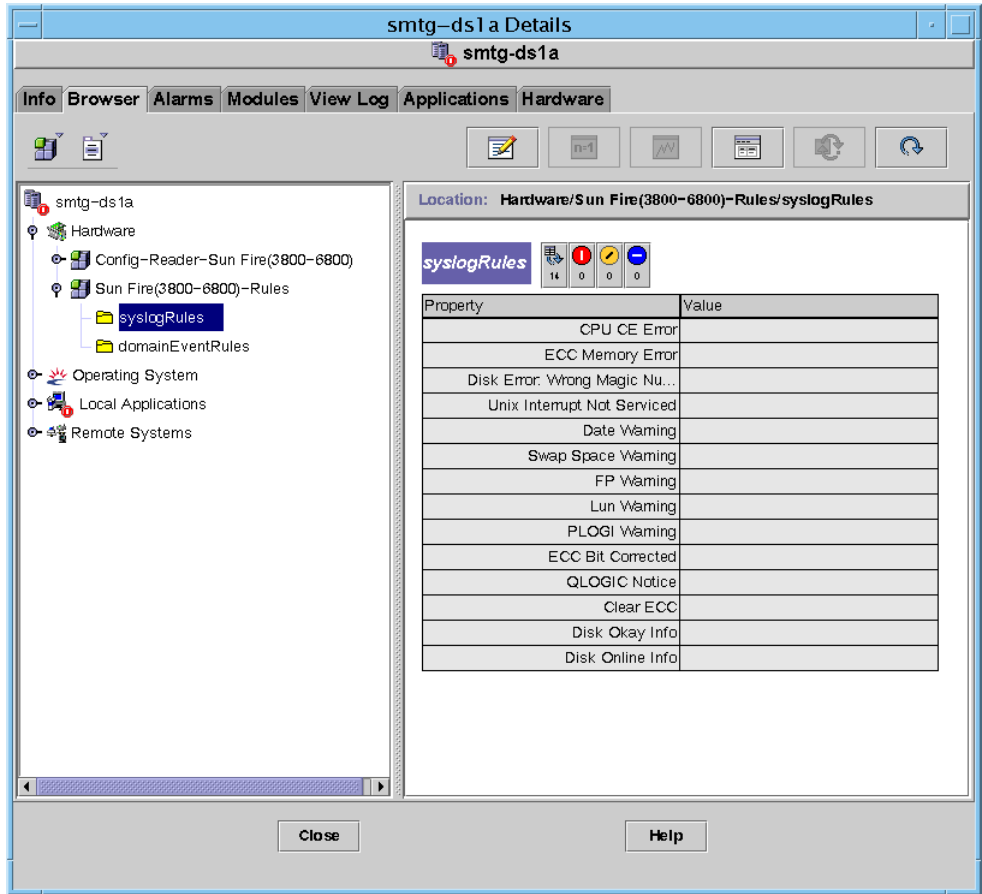 smtg-ds1a Details
smtg-ds1a
Info Browser Alarms Modules View Log Applications Hardware
n=1
smtg-ds1a
Hardware
Config-Reader-Sun Fire(3800-6800)
Sun Fire(3800-6800)-Rules
syslogRules
domainEventRules
Operating System
Local Applications
Remote Systems
Location: Hardware/Sun Fire(3800-6800)-Rules/syslogRules
syslogRules 14 0 0 0
Property Value
CPU CE Error
ECC Memory Error
Disk Error: Wrong Magic Nu...
Unix Interrupt Not Serviced
Date Warning
Swap Space Warning
FP Warning
Lun Warning
PLOGI Warning
ECC Bit Corrected
QLOGIC Notice
Clear ECC
Disk Okay Info
Disk Online Info
Close Help